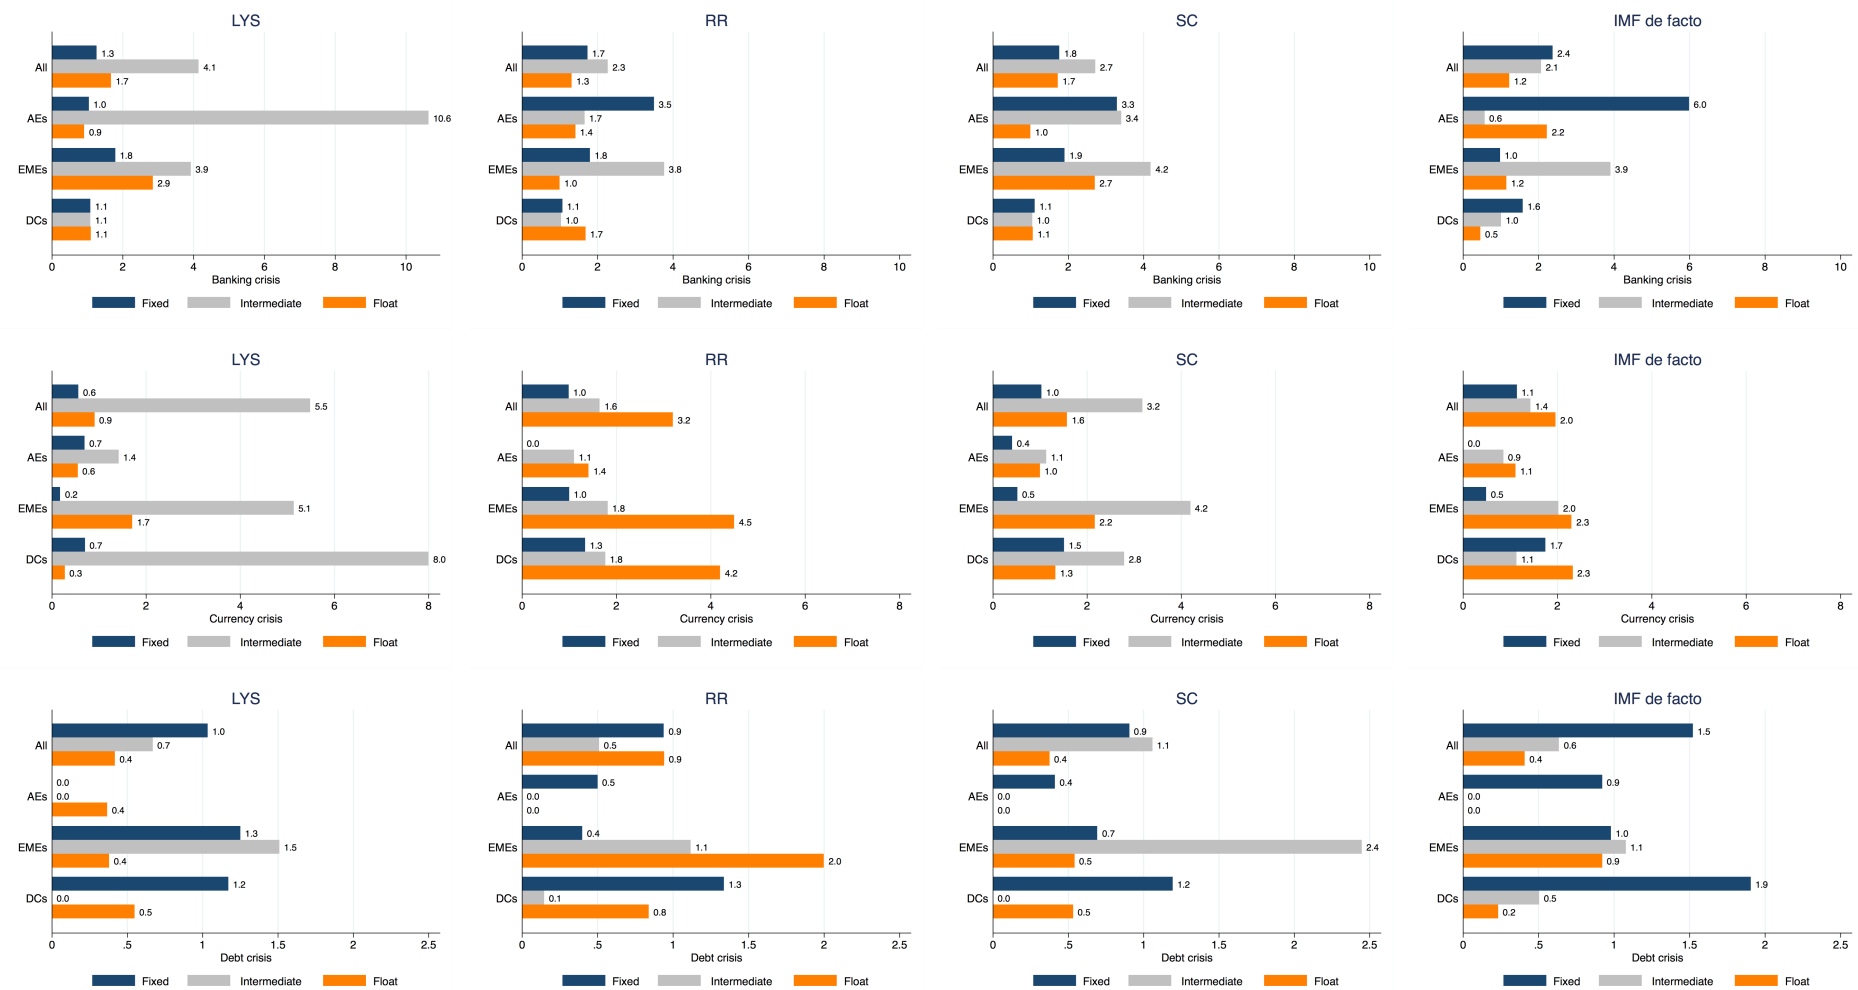 LYS
All
AEs
EMEs
DCs
1.3
4.1
1.7
1.0
10.6
0.9
1.8
3.9
2.9
1.1
1.1
1.1
0 2 4 6 8 10
Banking crisis
Fixed Intermediate Float
RR
All
AEs
EMEs
DCs
1.7
2.3
1.3
3.5
1.7
1.4
1.8
3.8
1.0
1.1
1.0
1.7
0 2 4 6 8 10
Banking crisis
Fixed Intermediate Float
SC
All
AEs
EMEs
DCs
1.8
2.7
1.7
3.3
3.4
1.0
1.9
4.2
2.7
1.1
1.0
1.1
0 2 4 6 8 10
Banking crisis
Fixed Intermediate Float
IMF de facto
All
AEs
EMEs
DCs
2.4
2.1
1.2
6.0
0.6
2.2
1.0
3.9
1.2
1.6
1.0
0.5
0 2 4 6 8 10
Banking crisis
Fixed Intermediate Float
LYS
All
AEs
EMEs
DCs
0.6
5.5
0.9
0.7
1.4
0.6
0.2
5.1
1.7
0.7
8.0
0.3
0 2 4 6 8
Currency crisis
Fixed Intermediate Float
RR
All
AEs
EMEs
DCs
1.0
1.6
3.2
0.0
1.1
1.4
1.0
1.8
4.5
1.3
1.8
4.2
0 2 4 6 8
Currency crisis
Fixed Intermediate Float
SC
All
AEs
EMEs
DCs
1.0
3.2
1.6
0.4
1.1
1.0
0.5
4.2
2.2
1.5
2.8
1.3
0 2 4 6 8
Currency crisis
Fixed Intermediate Float
IMF de facto
All
AEs
EMEs
DCs
1.1
1.4
2.0
0.0
0.9
1.1
0.5
2.0
2.3
1.7
1.1
2.3
0 2 4 6 8
Currency crisis
Fixed Intermediate Float
LYS
All
AEs
EMEs
DCs
1.0
0.7
0.4
0.0
0.0
0.4
1.3
1.5
0.4
1.2
0.0
0.5
0 .5 1 1.5 2 2.5
Debt crisis
Fixed Intermediate Float
RR
All
AEs
EMEs
DCs
0.9
0.5
0.9
0.5
0.0
0.0
0.4
1.1
2.0
1.3
0.1
0.8
0 .5 1 1.5 2 2.5
Debt crisis
Fixed Intermediate Float
SC
All
AEs
EMEs
DCs
0.9
1.1
0.4
0.4
0.0
0.0
0.7
2.4
0.5
1.2
0.0
0.5
0 .5 1 1.5 2 2.5
Debt crisis
Fixed Intermediate Float
IMF de facto
All
AEs
EMEs
DCs
1.5
0.6
0.4
0.9
0.0
0.0
1.0
1.1
0.9
1.9
0.5
0.2
0 .5 1 1.5 2 2.5
Debt crisis
Fixed Intermediate Float